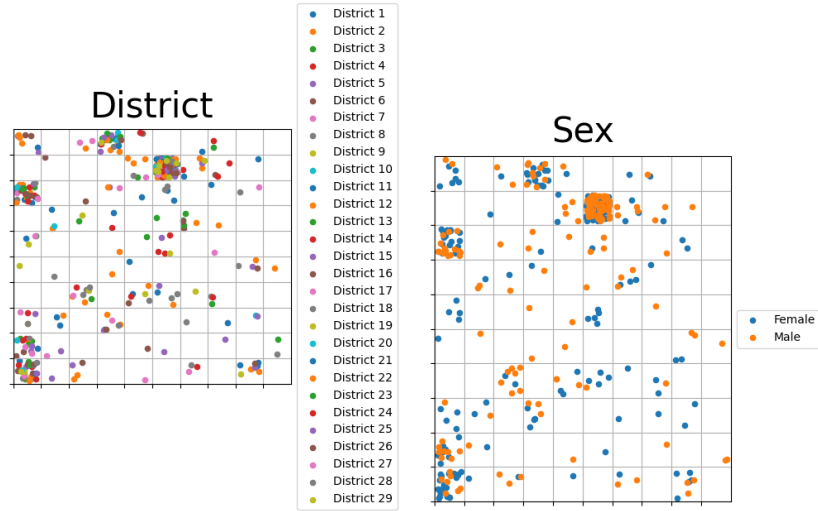 District
District 1
District 2
District 3
District 4
District 5
District 6
District 7
District 8
District 9
District 10
District 11
District 12
District 13
District 14
District 15
District 16
District 17
District 18
District 19
District 20
District 21
District 22
District 23
District 24
District 25
District 26
District 27
District 28
District 29
Sex
Female
Male